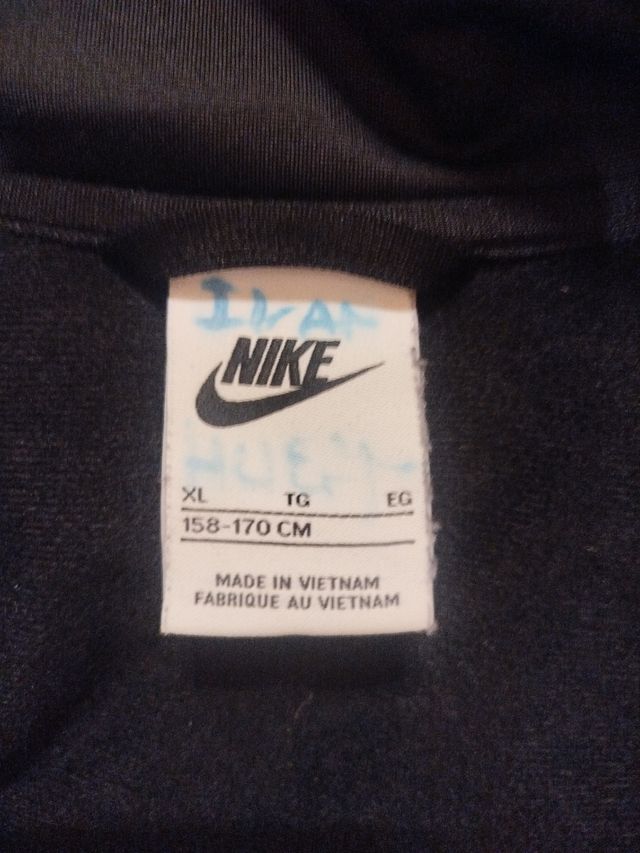 NIKE
XL TG EG
158-170 CM
MADE IN VIETNAM
FABRIQUE AU VIETNAM